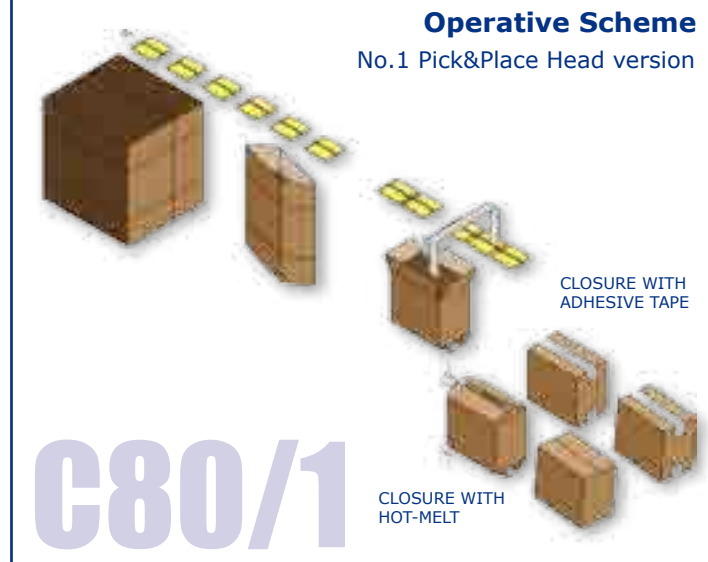 Operative Scheme
No.1 Pick&Place Head version
CLOSURE WITH
ADHESIVE TAPE
C80/1
CLOSURE WITH
HOT-MELT